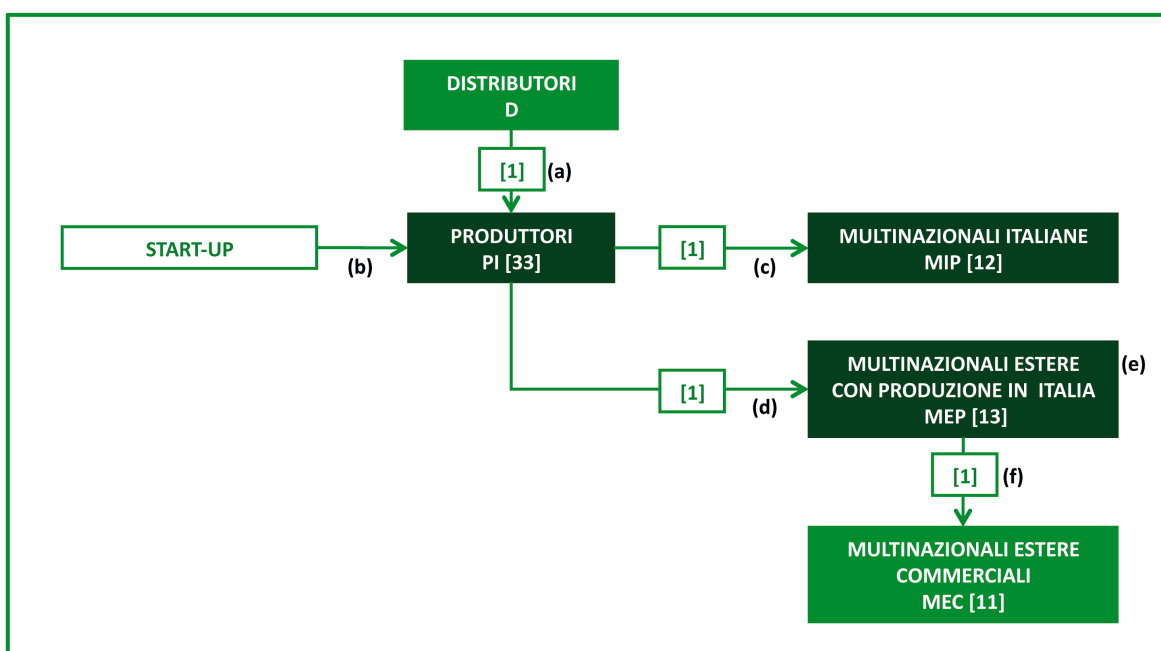 DISTRIBUTORI
D
[1] (a)
START-UP
(b)
PRODUTTORI
PI [33]
[1]
(c)
MULTINAZIONALI ITALIANE
MIP [12]
[1]
(d)
MULTINAZIONALI ESTERE
CON PRODUZIONE IN ITALIA
MEP [13]
(e)
[1] (f)
MULTINAZIONALI ESTERE
COMMERCIALI
MEC [11]